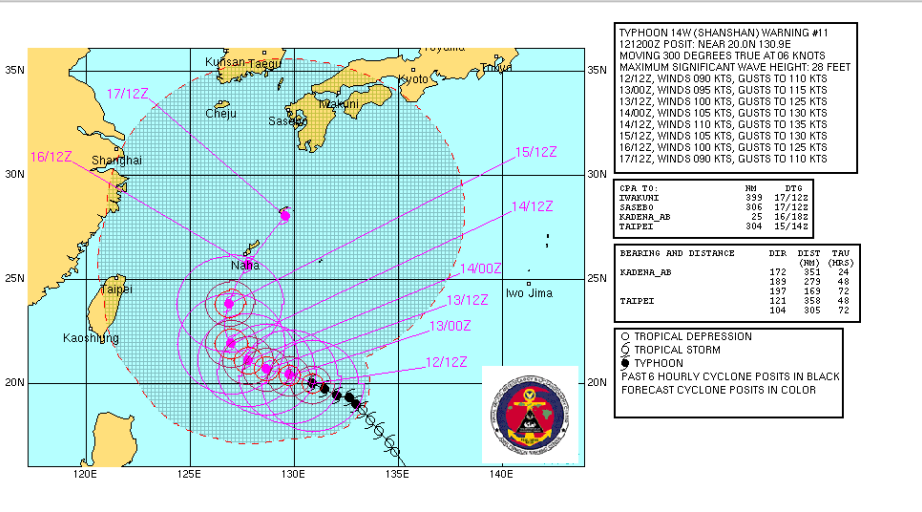 35N
30N
25N
20N
35N
30N
25N
20N
120E
125E
130E
135E
140E
Kunsan
Taegu
Toyama
Tokyo
Kyoto
Iwakuni
Cheju
Sasebo
Shanghai
Naha
Taipei
Kaoshiung
Iwo Jima
17/12Z
16/12Z
15/12Z
14/12Z
14/00Z
13/12Z
13/00Z
12/12Z
TYPHOON 14W (SHANSHAN) WARNING #11
121200Z POSIT: NEAR 20.0N 130.9E
MOVING 300 DEGREES TRUE AT 06 KNOTS
MAXIMUM SIGNIFICANT WAVE HEIGHT: 28 FEET
12/12Z, WINDS 090 KTS, GUSTS TO 110 KTS
13/00Z, WINDS 095 KTS, GUSTS TO 115 KTS
13/12Z, WINDS 100 KTS, GUSTS TO 125 KTS
14/00Z, WINDS 105 KTS, GUSTS TO 130 KTS
14/12Z, WINDS 110 KTS, GUSTS TO 135 KTS
15/12Z, WINDS 105 KTS, GUSTS TO 130 KTS
16/12Z, WINDS 100 KTS, GUSTS TO 125 KTS
17/12Z, WINDS 090 KTS, GUSTS TO 110 KTS
CPA TO: NM DTG
IWAKUNI 399 17/12Z
SASEBO 306 17/12Z
KADENA_AB 25 16/18Z
TAIPEI 304 15/14Z
BEARING AND DISTANCE DIR DIST TAU
(NM) (HRS)
KADENA_AB 172 351 24
189 279 48
197 169 72
TAIPEI 121 358 48
104 305 72
TROPICAL DEPRESSION
TROPICAL STORM
TYPHOON
PAST 6 HOURLY CYCLONE POSITS IN BLACK
FORECAST CYCLONE POSITS IN COLOR